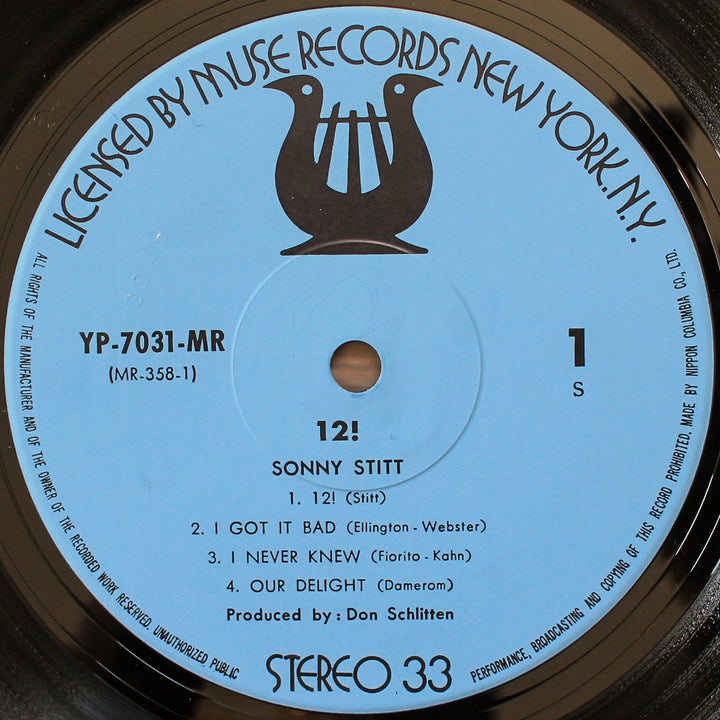 LICENSED BY MUSE RECORDS NEW YORK. N.Y.
YP-7031-MR
(MR-358-1)
1
S
12!
SONNY STITT
1. 12! (Stitt)
2. I GOT IT BAD (Ellington - Webster)
3. I NEVER KNEW (Fiorito - Kahn)
4. OUR DELIGHT (Damerom)
Produced by : Don Schlitten
STEREO 33
ALL RIGHTS OF THE MANUFACTURER AND OF THE OWNER OF THE RECORDED WORK RESERVED. UNAUTHORIZED PUBLIC PERFORMANCE, BROADCASTING AND COPYING OF THIS RECORD PROHIBITED. MADE BY NIPPON COLUMBIA CO., LTD.